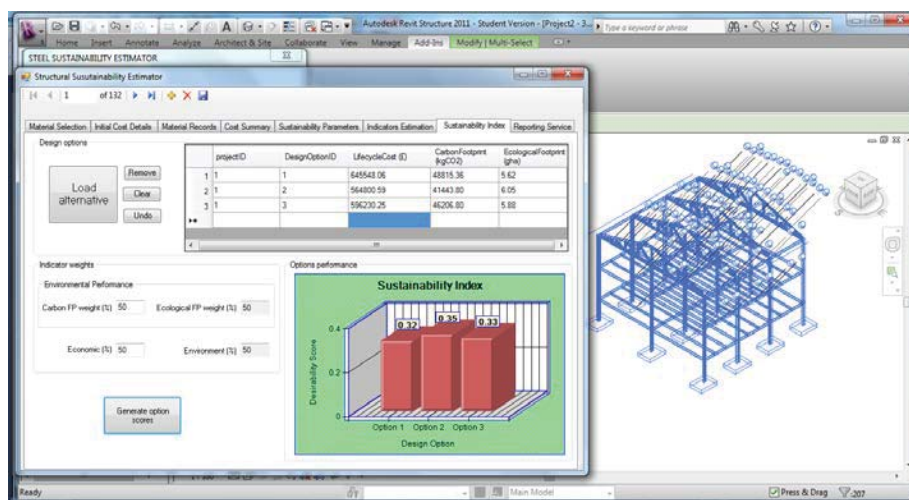 Autodesk Revit Structure 2011 - Student Version - [Project2 - 3...
Type a keyword or phrase
Home Insert Annotate Analyze Architect & Site Collaborate View Manage Add-Ins Modify | Multi-Select
STEEL SUSTAINABILITY ESTIMATOR
Structural Susutainability Estimator
1 of 132
Material Selection Initial Cost Details Material Records Cost Summary Sustainability Parameters Indicators Estimation Sustainability Index Reporting Service
Design options
Load alternative
Remove
Clear
Undo
projectID DesignOptionID LifecycleCost (£) CarbonFootprint (kgCO2) EcologicalFootprint (gha)
1 1 1 645548.06 48815.36 5.62
2 1 2 564800.59 41443.80 6.05
3 1 3 596230.25 46206.80 5.88
Indicator weights
Environmental Performance
Carbon FP weight (%) 50 Ecological FP weight (%) 50
Economic (%) 50 Environment (%) 50
Generate option scores
Options performance
Sustainability Index
0.32 0.35 0.33
0.4
0.2
0
Desirability Score
Option 1 Option 2 Option 3
Design Option
Ready
Main Model
Press & Drag
:207